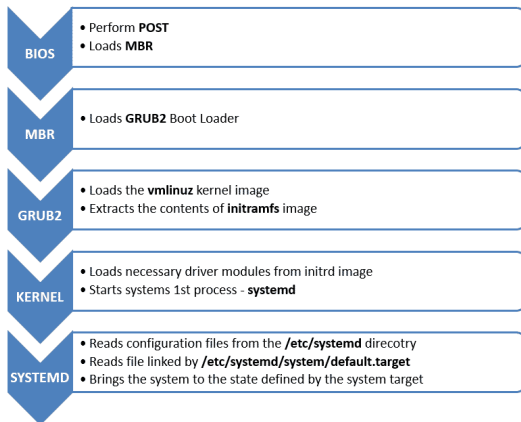 BIOS
• Perform POST
• Loads MBR
MBR
• Loads GRUB2 Boot Loader
GRUB2
• Loads the vmlinuz kernel image
• Extracts the contents of initramfs image
KERNEL
• Loads necessary driver modules from initrd image
• Starts systems 1st process - systemd
SYSTEMD
• Reads configuration files from the /etc/systemd direcotry
• Reads file linked by /etc/systemd/system/default.target
• Brings the system to the state defined by the system target